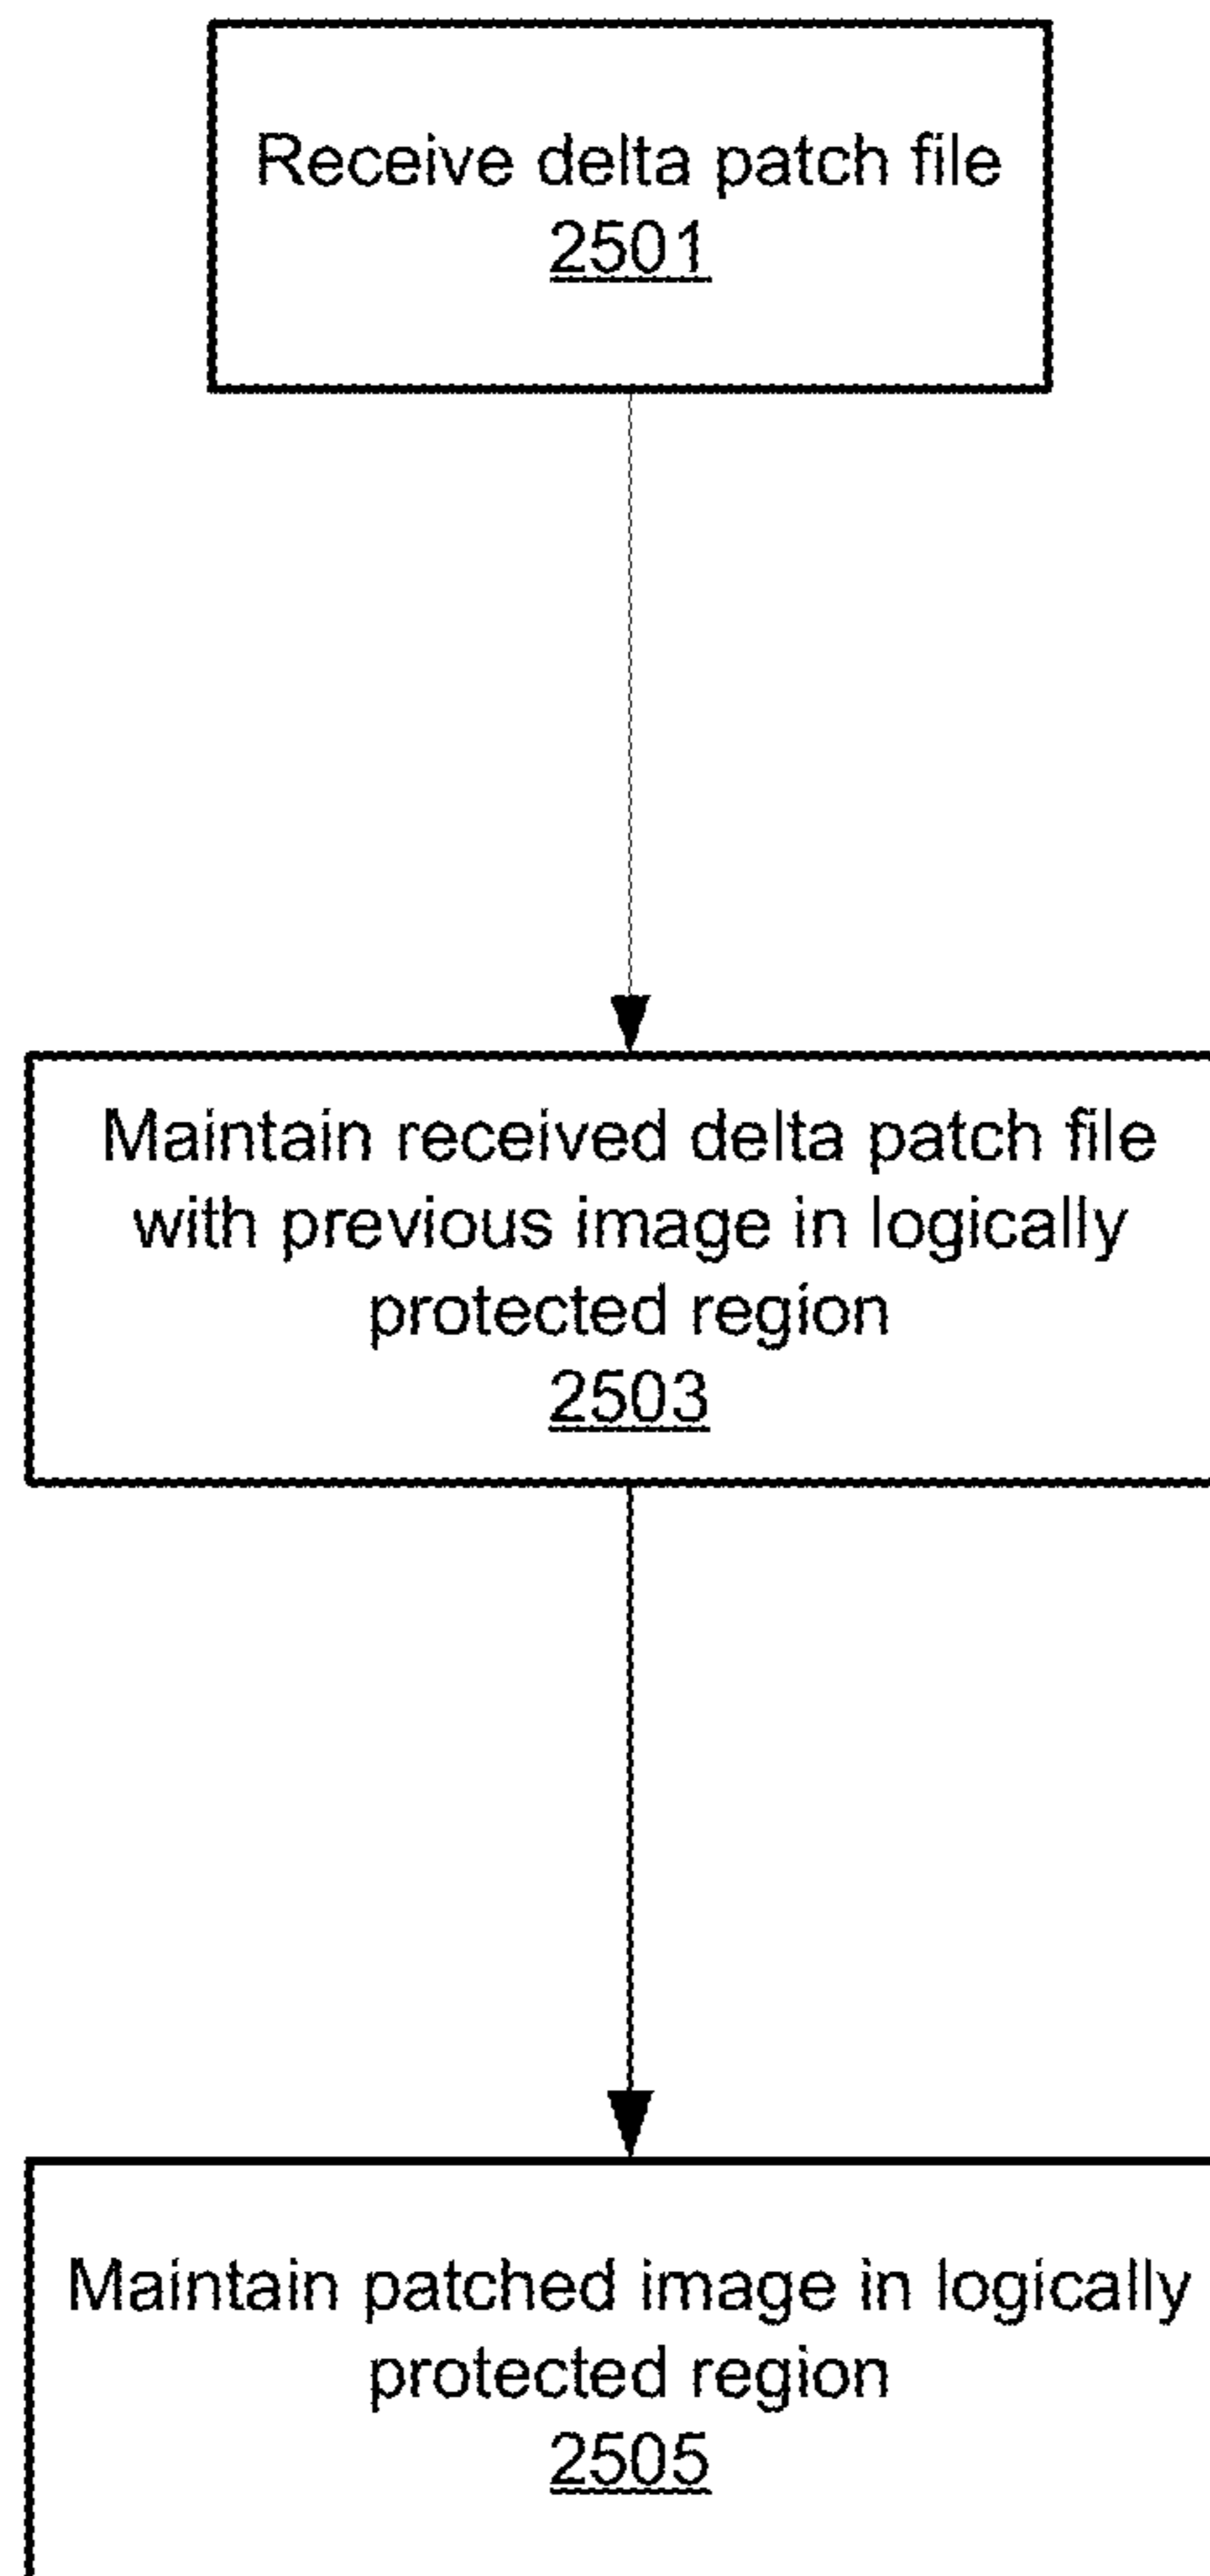 Receive delta patch file
2501
Maintain received delta patch file
with previous image in logically
protected region
2503
Maintain patched image in logically
protected region
2505